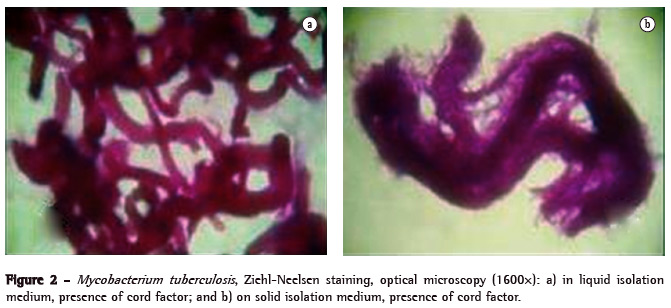 a
b
Figure 2 - Mycobacterium tuberculosis, Ziehl-Neelsen staining, optical microscopy (1600×): a) in liquid isolation
medium, presence of cord factor; and b) on solid isolation medium, presence of cord factor.